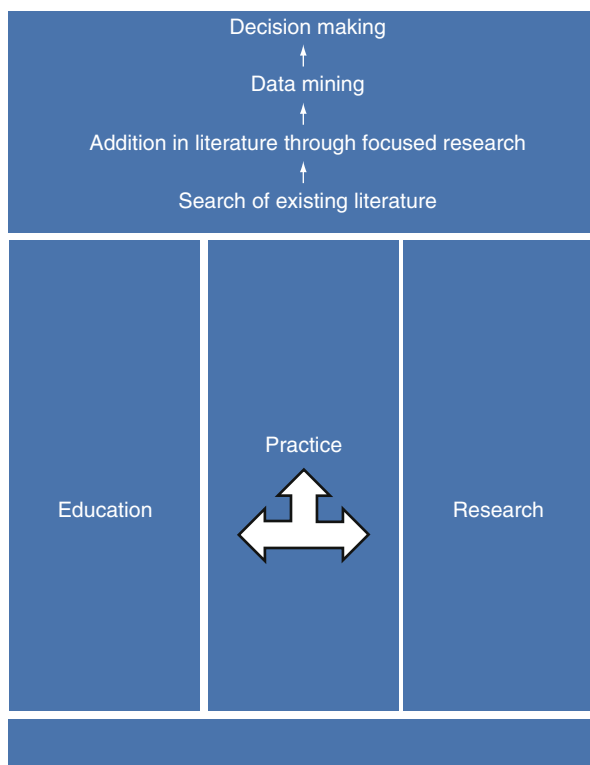 Decision making
Data mining
Addition in literature through focused research
Search of existing literature
Practice
Education
Research